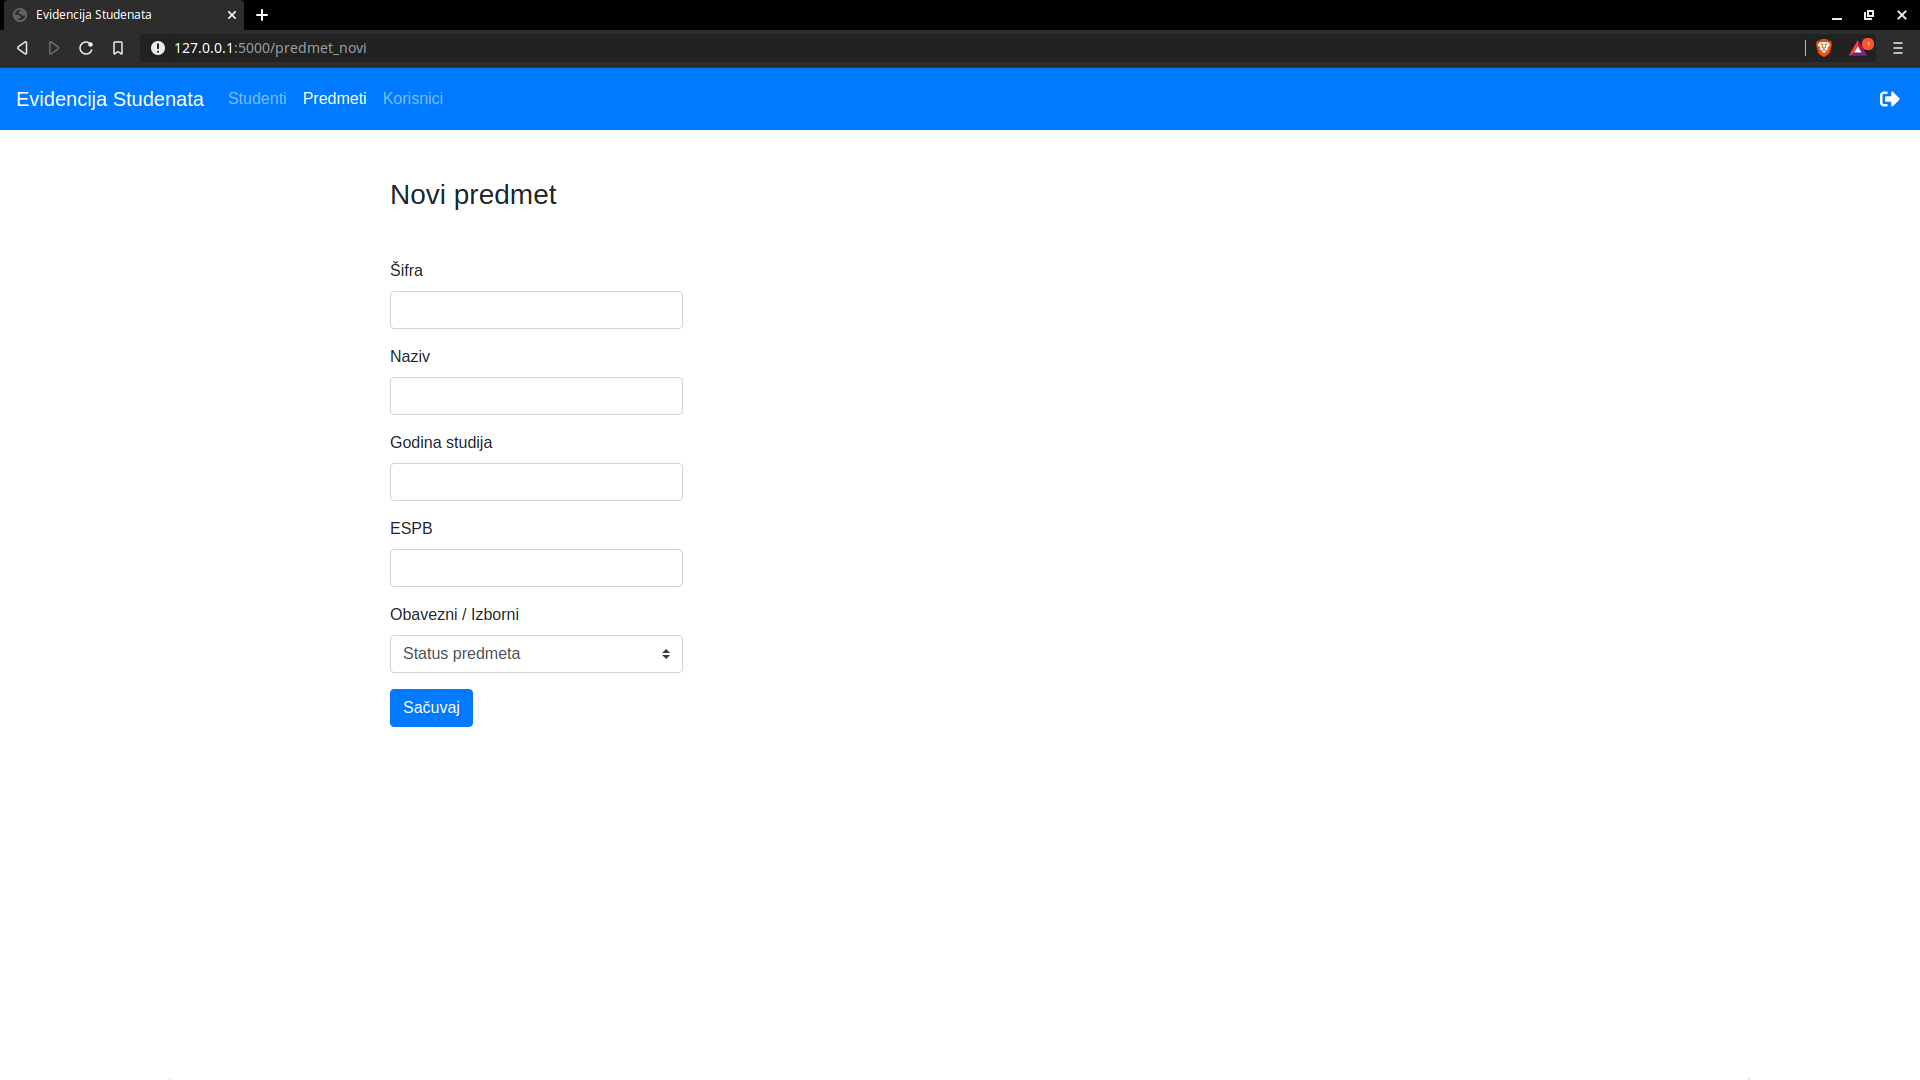 Evidencija Studenata
127.0.0.1:5000/predmet_novi
Evidencija Studenata Studenti Predmeti Korisnici
Novi predmet
Šifra
Naziv
Godina studija
ESPB
Obavezni / Izborni
Status predmeta
Sačuvaj